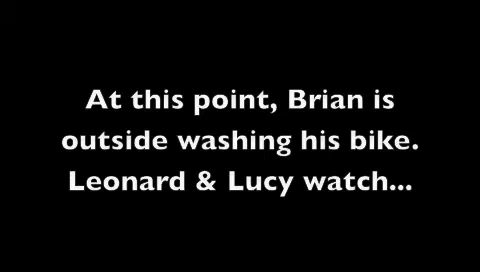 At this point, Brian is
outside washing his bike.
Leonard & Lucy watch...